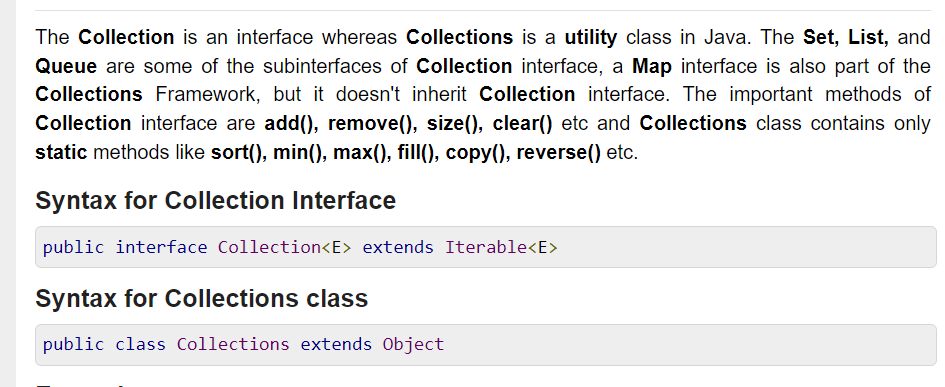 The Collection is an interface whereas Collections is a utility class in Java. The Set, List, and
Queue are some of the subinterfaces of Collection interface, a Map interface is also part of the
Collections Framework, but it doesn't inherit Collection interface. The important methods of
Collection interface are add(), remove(), size(), clear() etc and Collections class contains only
static methods like sort(), min(), max(), fill(), copy(), reverse() etc.
Syntax for Collection Interface
public interface Collection<E> extends Iterable<E>
Syntax for Collections class
public class Collections extends Object